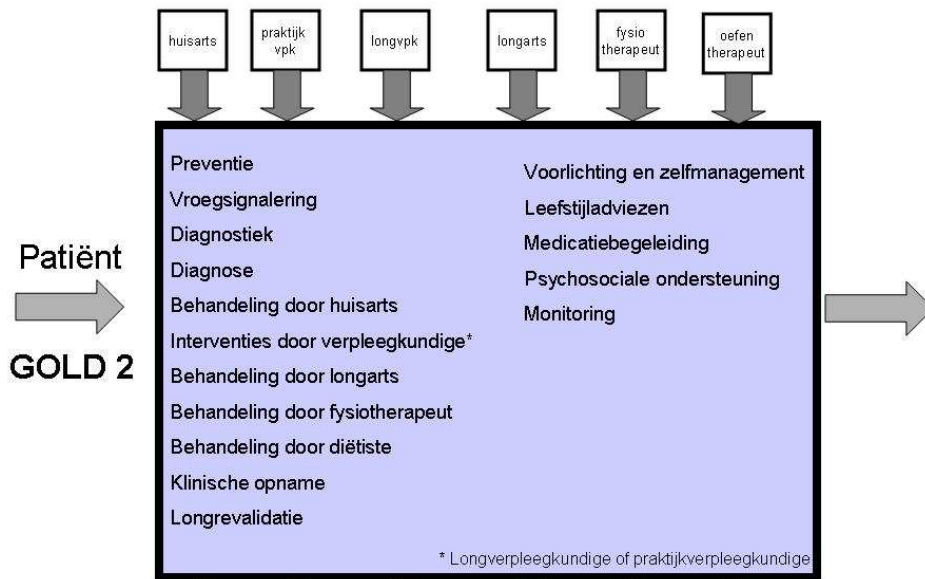 huisarts
praktijk
vpk
longvpk
longarts
fysio
therapeut
oefen
therapeut
Patiënt
GOLD 2
Preventie
Vroegsignalering
Diagnostiek
Diagnose
Behandeling door huisarts
Interventies door verpleegkundige*
Behandeling door longarts
Behandeling door fysiotherapeut
Behandeling door diëtiste
Klinische opname
Longrevalidatie
Voorlichting en zelfmanagement
Leefstijladviezen
Medicatiebegeleiding
Psychosociale ondersteuning
Monitoring
* Longverpleegkundige of praktijkverpleegkundige